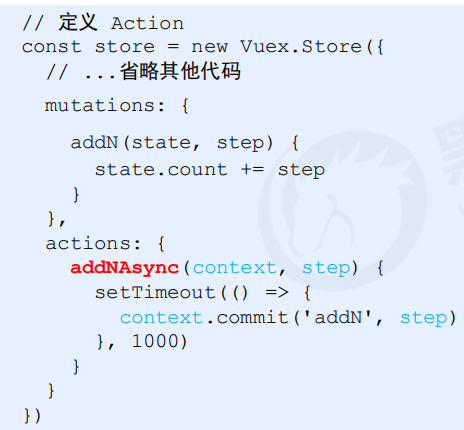 // 定义 Action
const store = new Vuex.Store({
  // ...省略其他代码
  mutations: {
    addN(state, step) {
      state.count += step
    }
  },
  actions: {
    addNAsync(context, step) {
      setTimeout(() => {
        context.commit('addN', step)
      }, 1000)
    }
  }
})